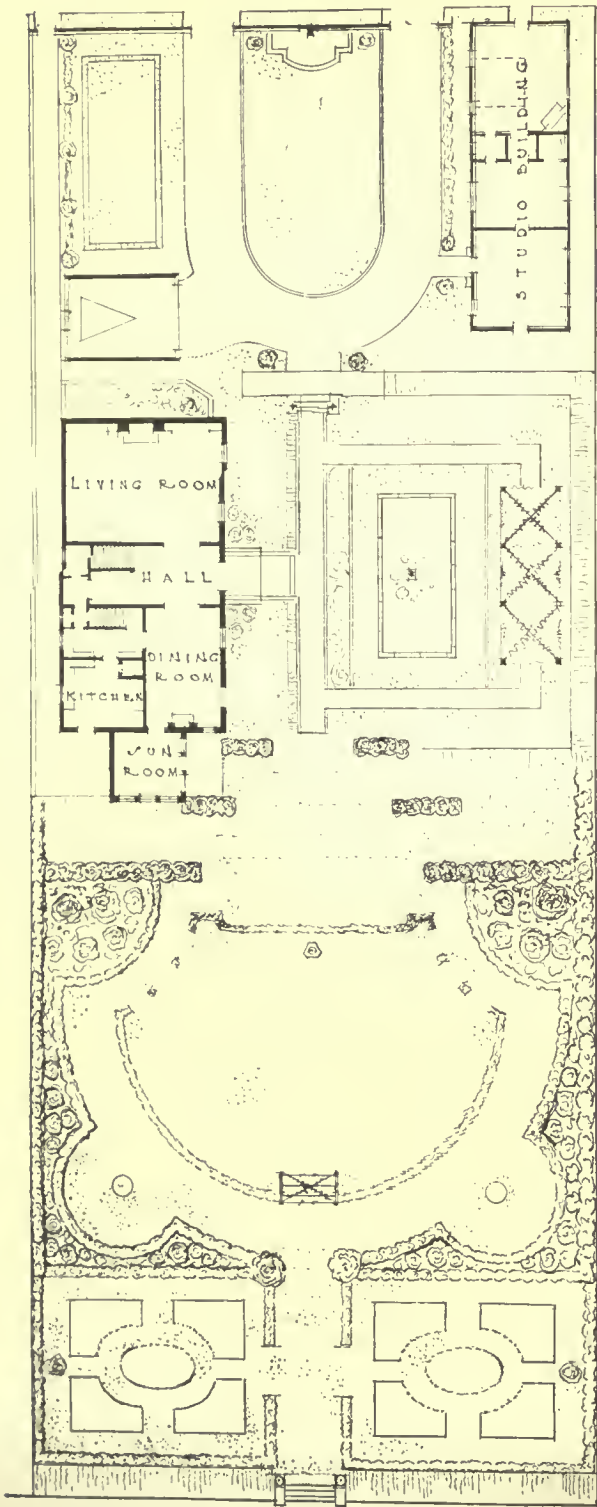 STUDIO BUILDING
LIVING ROOM
HALL
DINING
ROOM
KITCHEN
SUN
ROOM